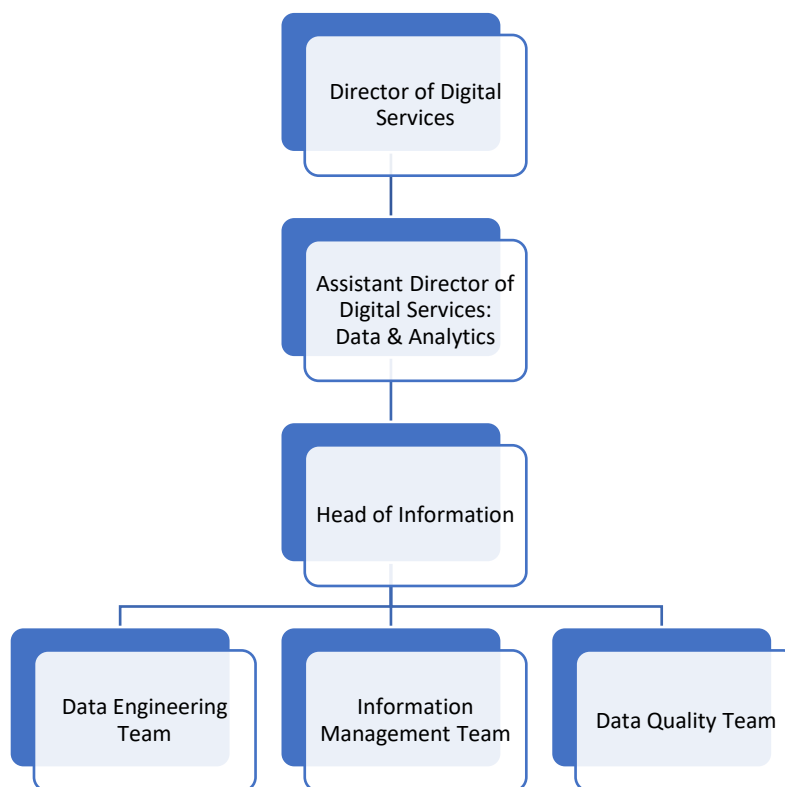 Director of Digital
Services
Assistant Director of
Digital Services:
Data & Analytics
Head of Information
Data Engineering
Team
Information
Management Team
Data Quality Team